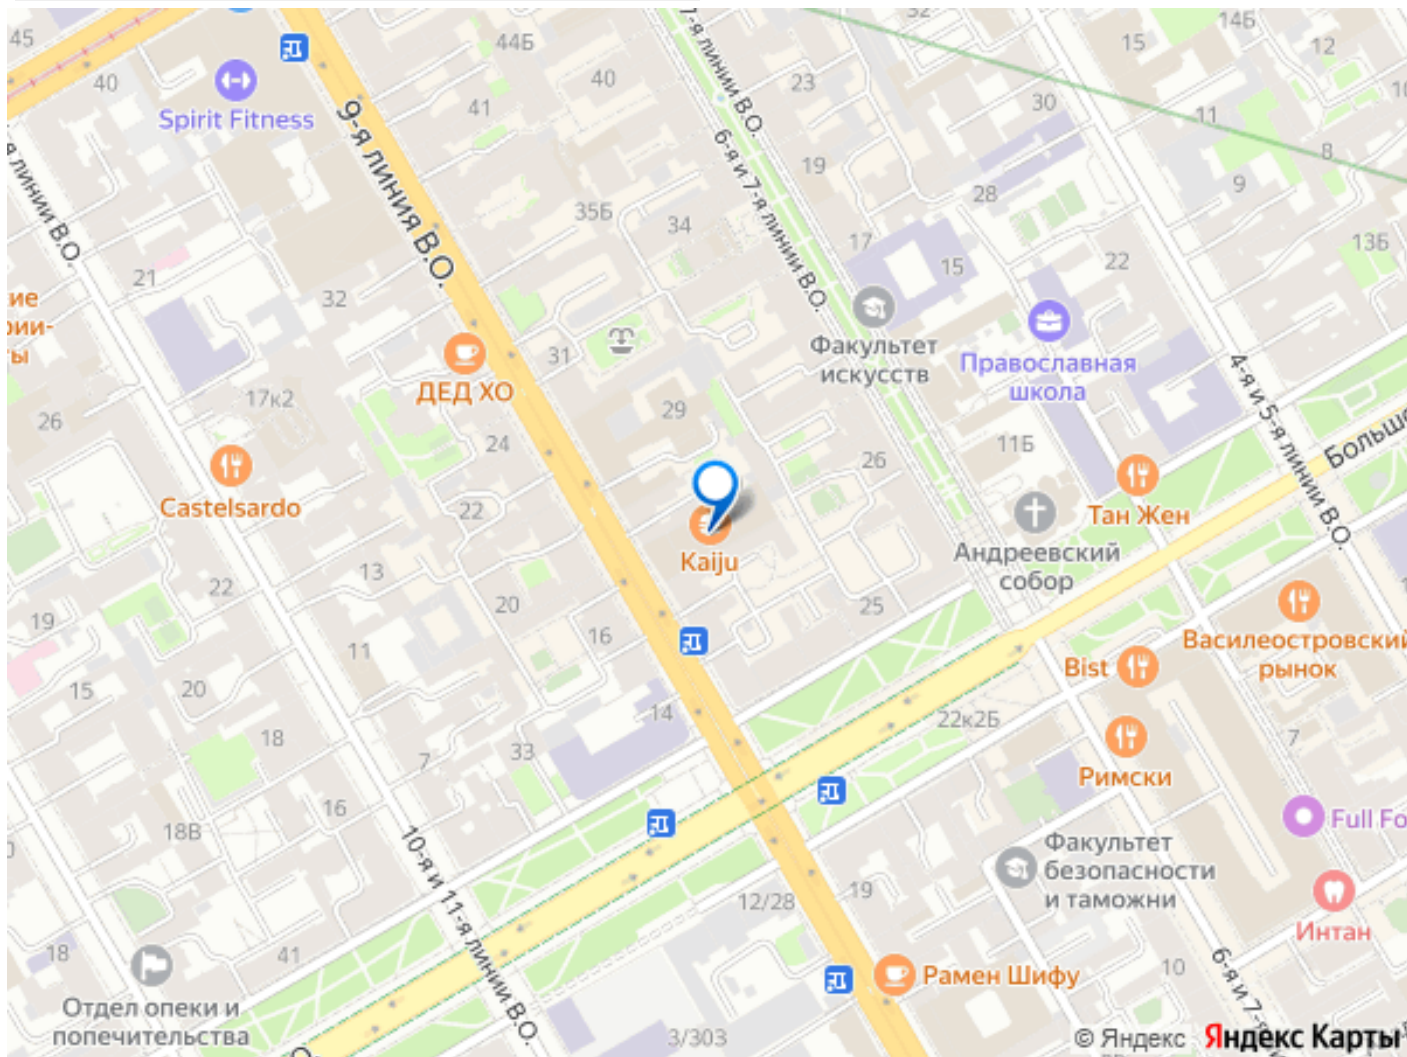 45
44Б
32
14Б
15
12
40
40
23
Spirit Fitness
41
30
11
9-я линия В.О.
6-я и 7-я линии В.О.
19
8
9
28
35Б
34
17
13Б
21
15
22
32
31
Факультет
искусств
Православная
школа
ДЕД ХО
17к2
29
26
24
11Б
26
4-я и 5-я линии В.О.
Castelsardo
22
Тан Жен
Kaiju
Андреевский
собор
13
22
20
25
19
16
Василеостровский
рынок
11
Bist
15
20
14
22к2Б
18
7
33
7
Римски
16
18В
Full Fo
10-я и 11-я линии В.О.
Факультет
безопасности
и таможни
12/28
19
Интан
18
41
Рамен Шифу
10
6-я и 7-я
Отдел опеки и
попечительства
3/303
© Яндекс Яндекс Карты